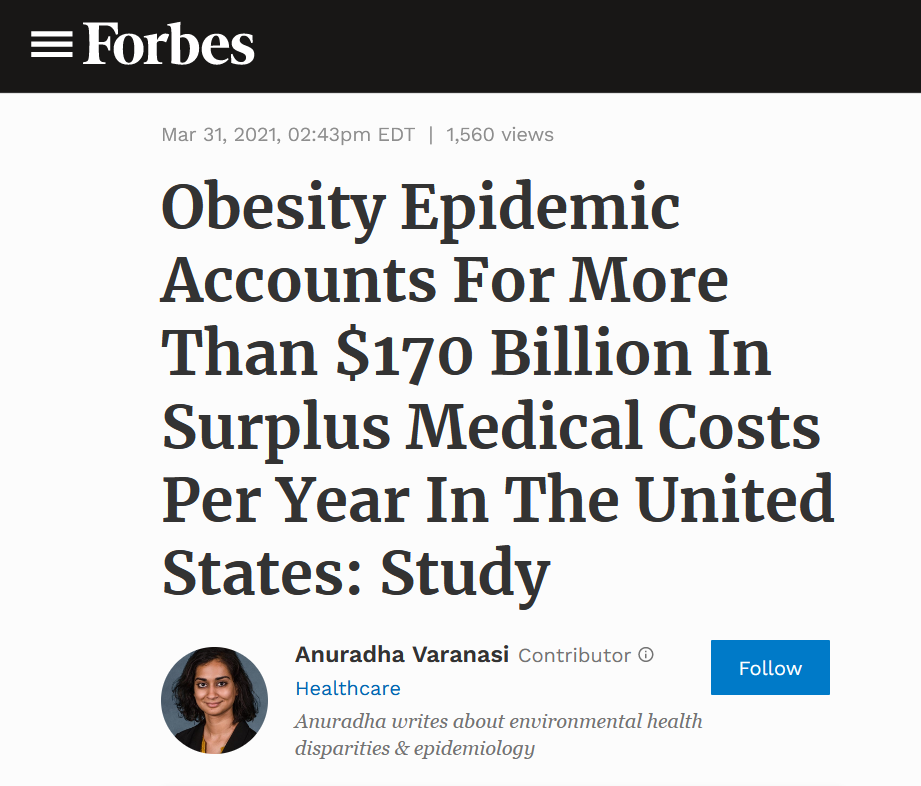 Forbes
Mar 31, 2021, 02:43pm EDT | 1,560 views
Obesity Epidemic
Accounts For More
Than $170 Billion In
Surplus Medical Costs
Per Year In The United
States: Study
Anuradha Varanasi Contributor
Follow
Healthcare
Anuradha writes about environmental health
disparities & epidemiology